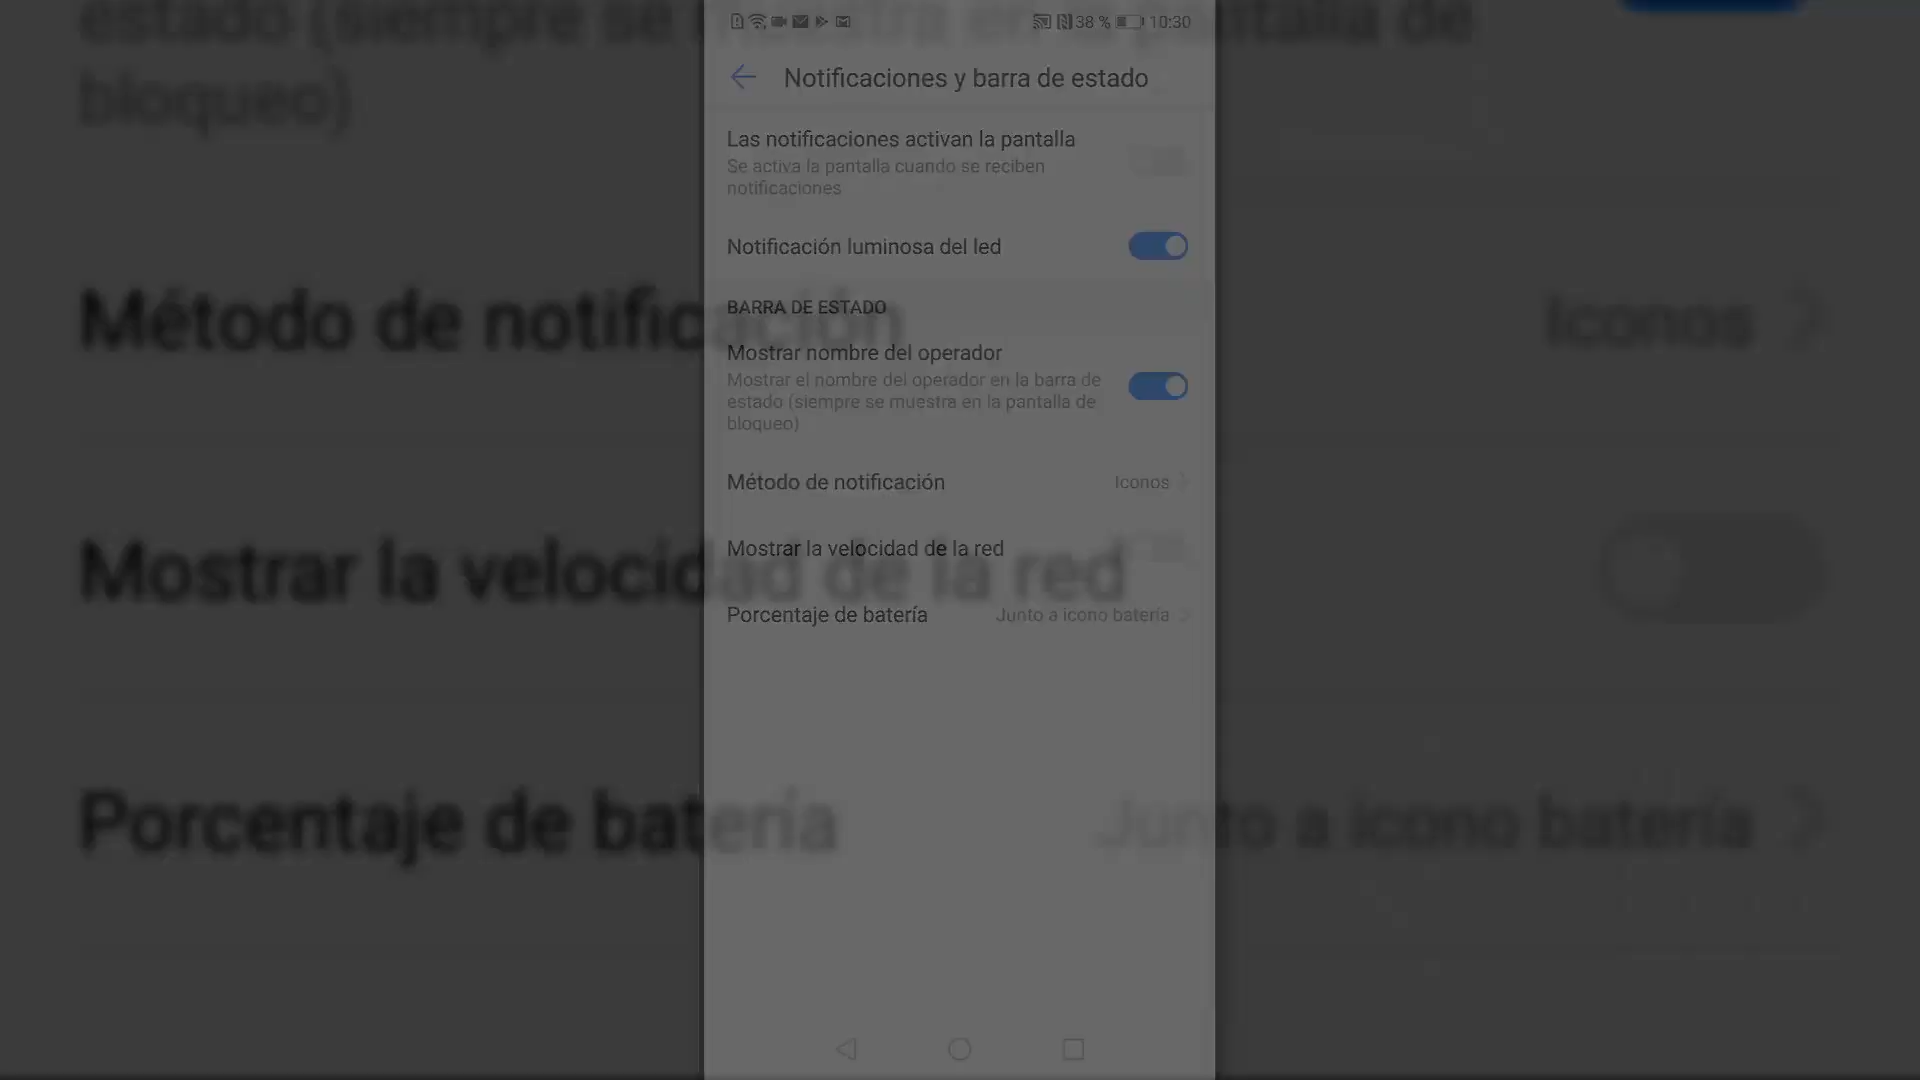 38 % 10:30
Notificaciones y barra de estado
Las notificaciones activan la pantalla
Se activa la pantalla cuando se reciben
notificaciones
Notificación luminosa del led
BARRA DE ESTADO
Mostrar nombre del operador
Mostrar el nombre del operador en la barra de
estado (siempre se muestra en la pantalla de
bloqueo)
Método de notificación Iconos
Mostrar la velocidad de la red
Porcentaje de batería Junto a icono batería
estado (siempre se muestra en la pantalla de
bloqueo)
Método de notificación Iconos
Mostrar la velocidad de la red
Porcentaje de batería Junto a icono batería